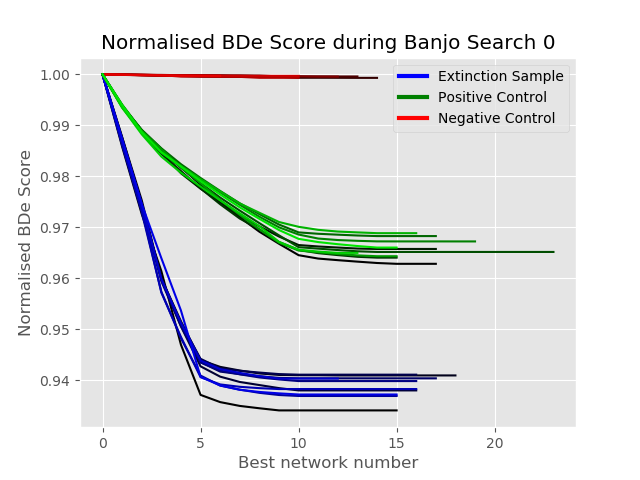 Normalised BDe Score during Banjo Search 0
1.00
0.99
0.98
0.97
0.96
0.95
0.94
Normalised BDe Score
Extinction Sample
Positive Control
Negative Control
0
5
10
15
20
Best network number